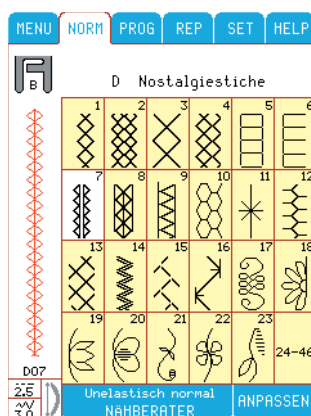 MENU NORM PROG REP SET HELP
B
D Nostalgiestiche
1 2 3 4 5 6
7 8 9 10 11 12
13 14 15 16 17 18
19 20 21 22 23 24-46
D07
2.5
3.0
Unelastisch normal
NÄHBERATER
ANPASSEN